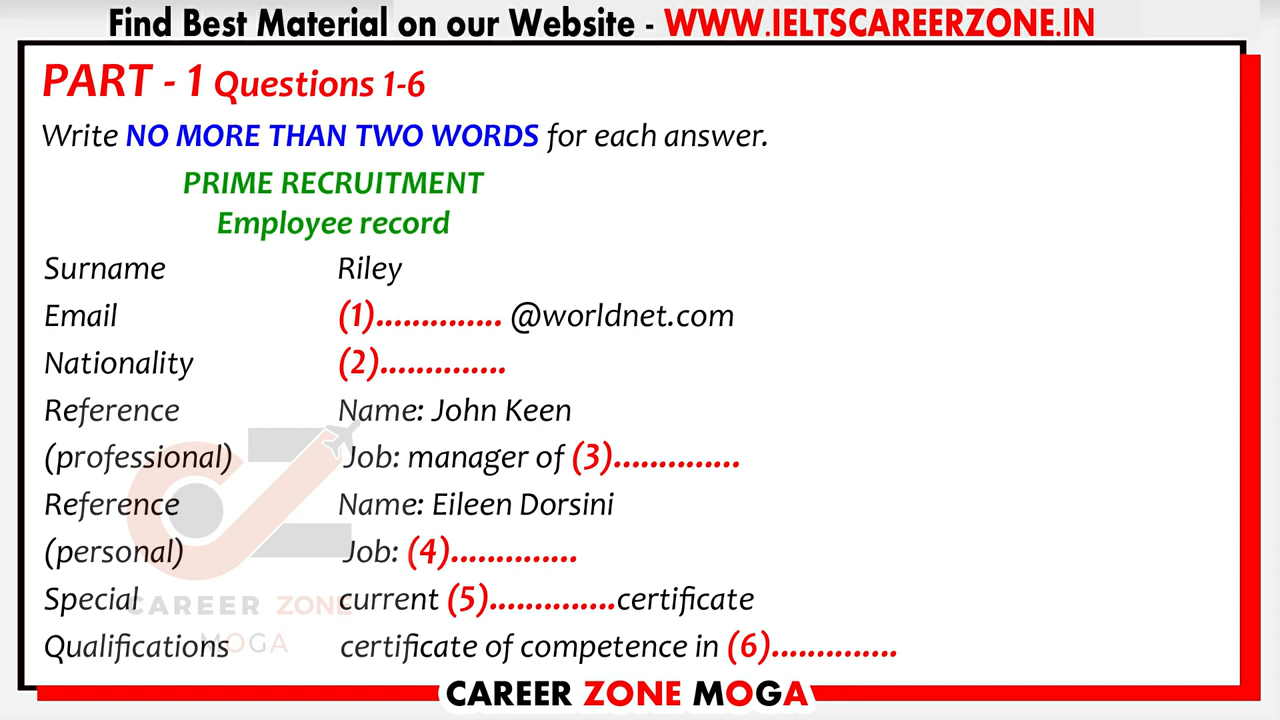 Find Best Material on our Website - WWW.IELTSCAREERZONE.IN
PART - 1 Questions 1-6
Write NO MORE THAN TWO WORDS for each answer.
PRIME RECRUITMENT
Employee record
Surname Riley
Email (1).............. @worldnet.com
Nationality (2)..............
Reference Name: John Keen
(professional) Job: manager of (3)..............
Reference Name: Eileen Dorsini
(personal) Job: (4)..............
Special current (5)..............certificate
CAREER ZONE
Qualifications certificate of competence in (6)..............
MOGA
CAREER ZONE MOGA